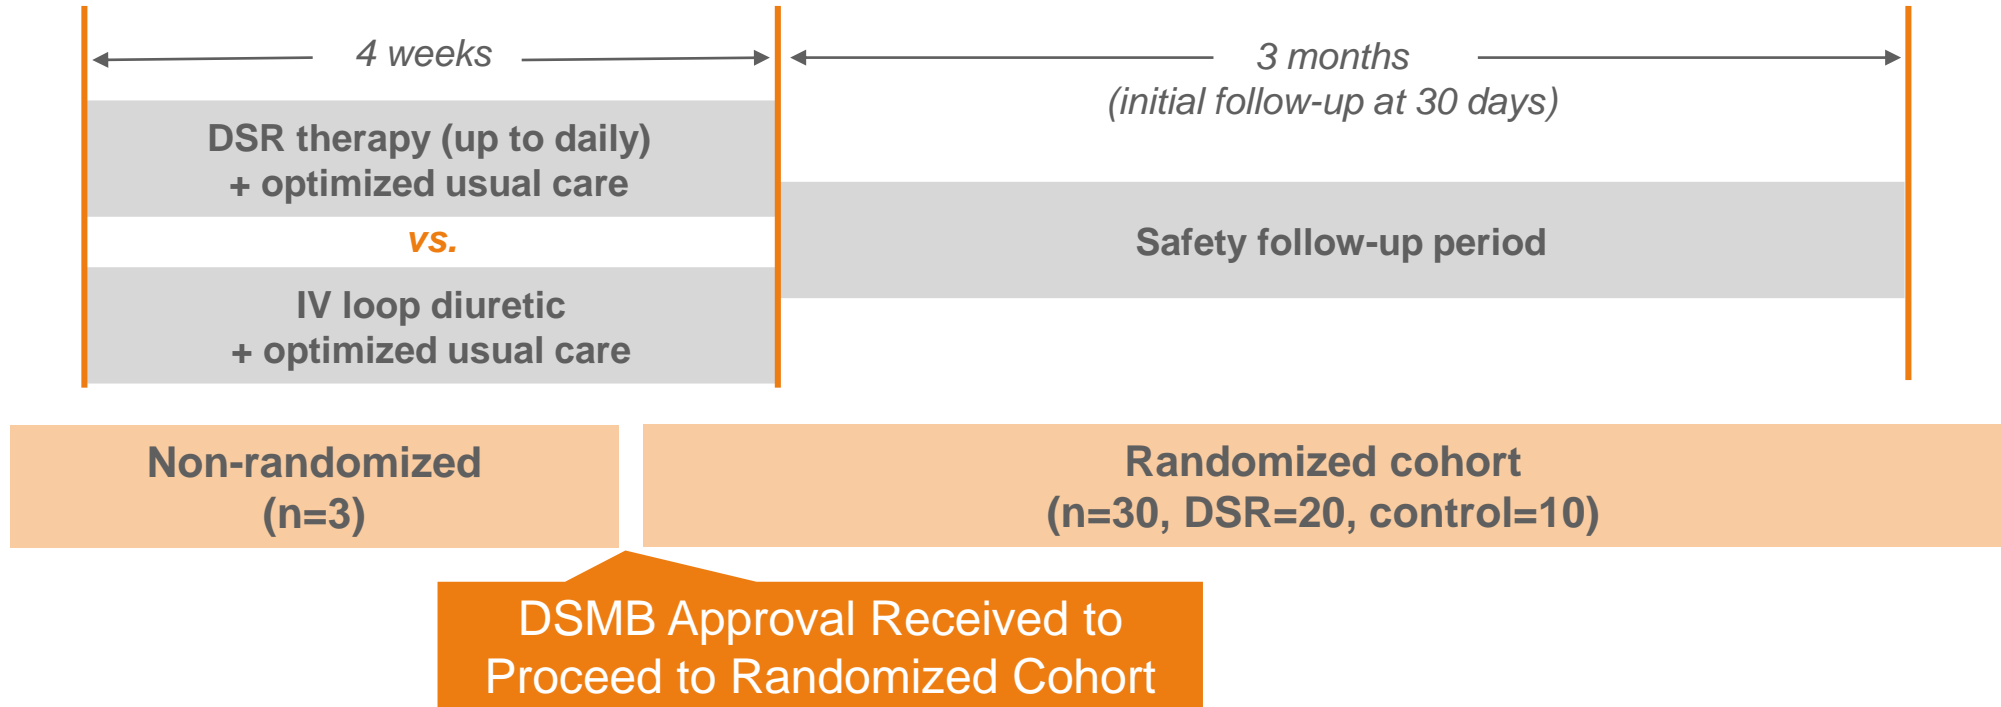 4 weeks
3 months
(initial follow-up at 30 days)
DSR therapy (up to daily)
+ optimized usual care
vs.
IV loop diuretic
+ optimized usual care
Safety follow-up period
Non-randomized
(n=3)
Randomized cohort
(n=30, DSR=20, control=10)
DSMB Approval Received to
Proceed to Randomized Cohort